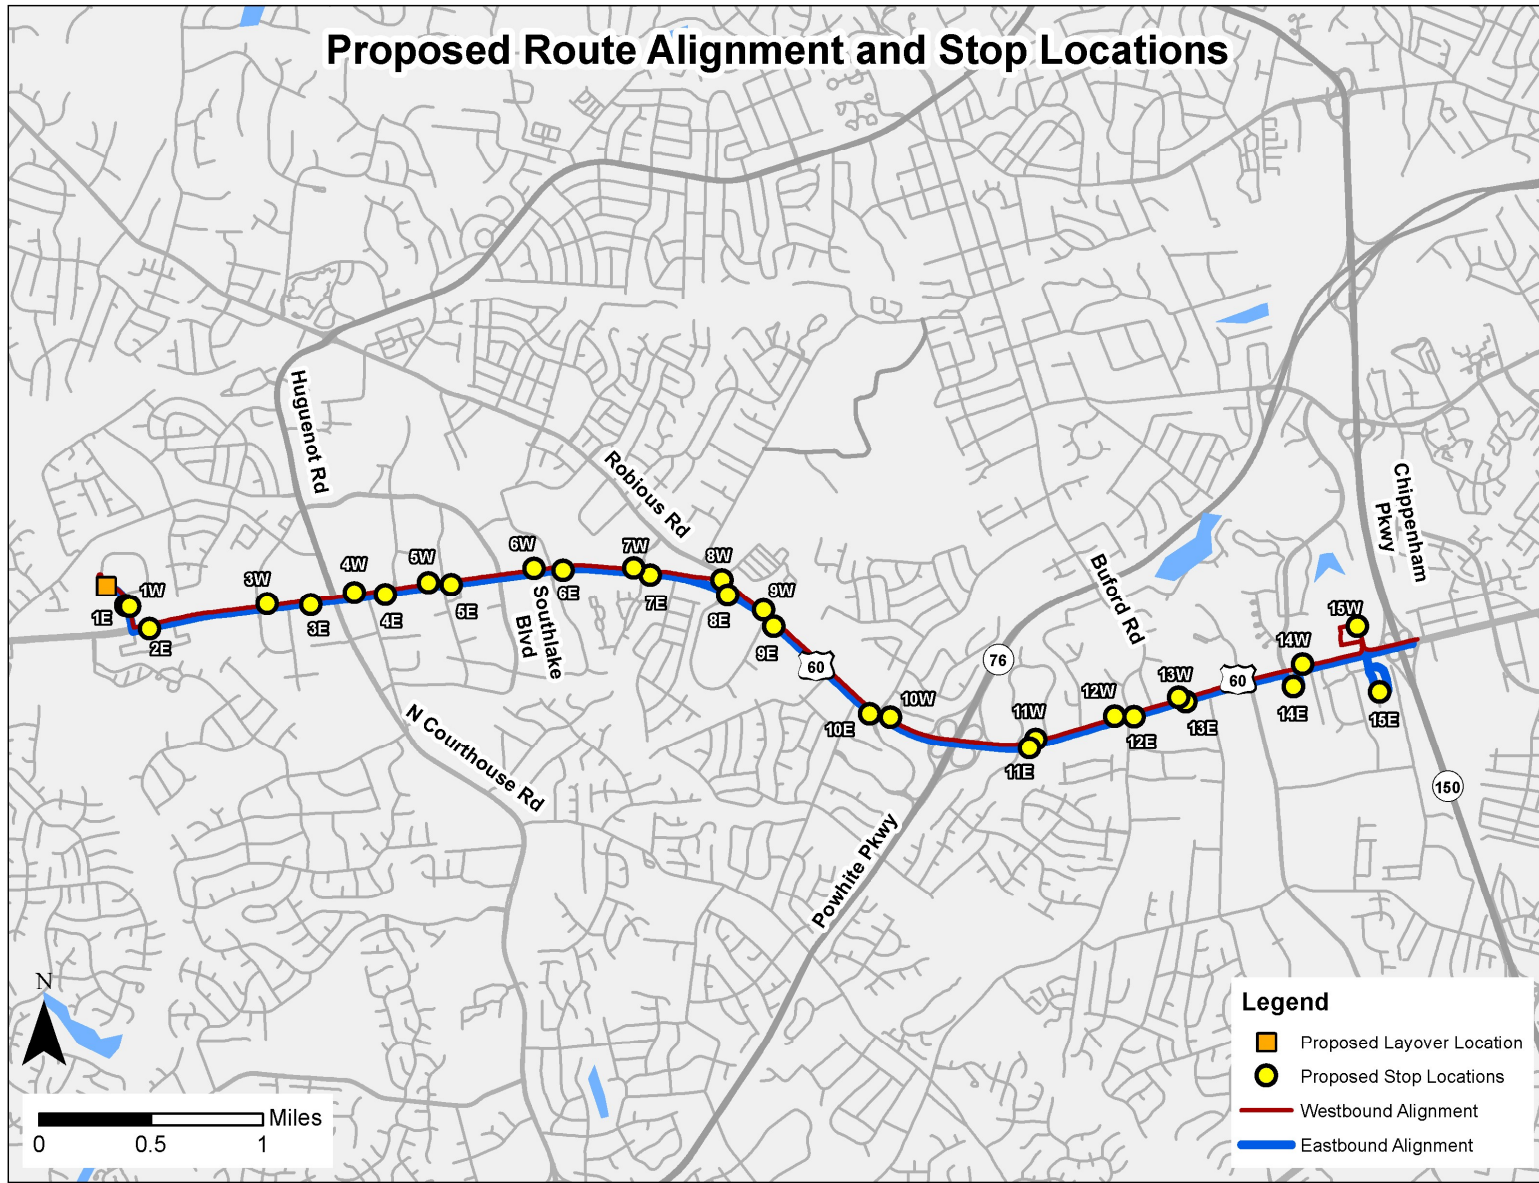 Proposed Route Alignment and Stop Locations
Huguenot Rd
Robious Rd
Chippenham
Pkwy
Buford Rd
1W
1E
2E
3W
3E
4W
4E
5W
5E
6W
6E
Southlake
Blvd
7W
7E
8W
8E
9W
9E
60
10W
10E
76
11W
11E
12W
12E
13W
13E
60
14W
14E
15W
15E
150
N Courthouse Rd
Powhite Pkwy
N
0 0.5 1 Miles
Legend
Proposed Layover Location
Proposed Stop Locations
Westbound Alignment
Eastbound Alignment